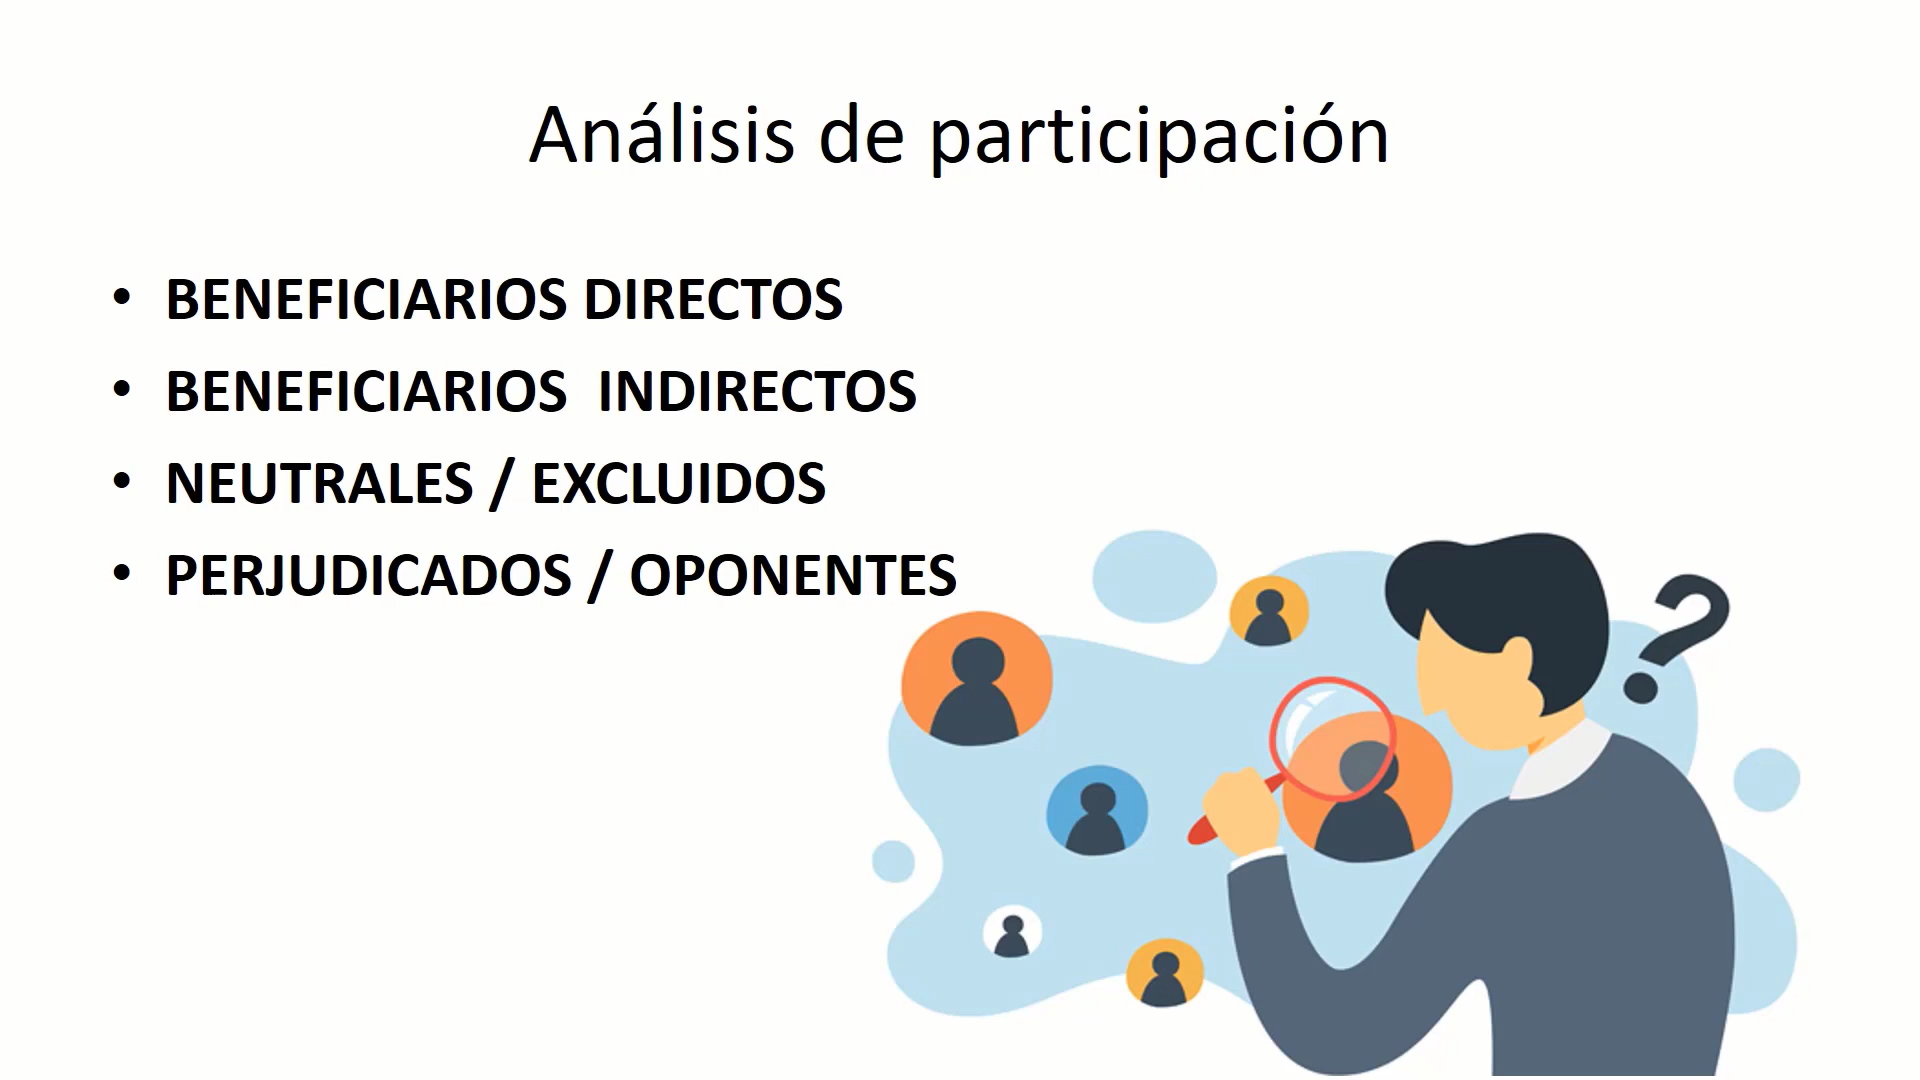 Análisis de participación
• BENEFICIARIOS DIRECTOS
• BENEFICIARIOS  INDIRECTOS
• NEUTRALES / EXCLUIDOS
• PERJUDICADOS / OPONENTES
?